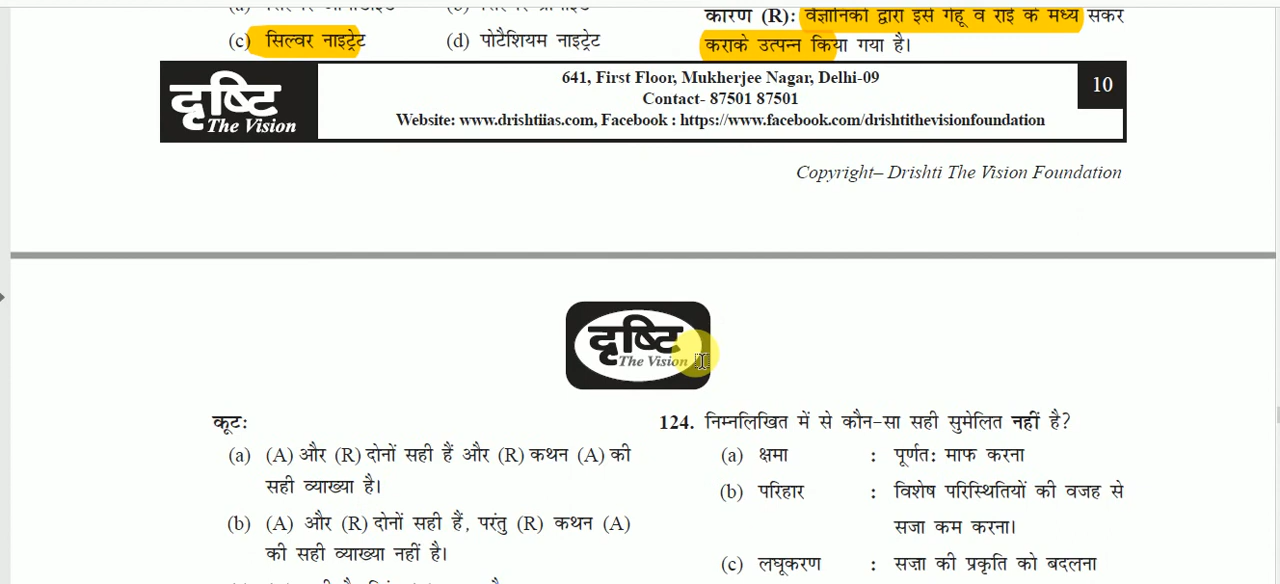 (c) सिल्वर नाइट्रेट (d) पोटैशियम नाइट्रेट
कारण (R): वैज्ञानिकों द्वारा इसे गेहूँ व राई के मध्य संकर
कराके उत्पन्न किया गया है।
दृष्टि
The Vision
641, First Floor, Mukherjee Nagar, Delhi-09
Contact- 87501 87501
Website: www.drishtiias.com, Facebook : https://www.facebook.com/drishtithevisionfoundation
10
Copyright– Drishti The Vision Foundation
दृष्टि
The Vision
कूटः
(a) (A) और (R) दोनों सही हैं और (R) कथन (A) की
सही व्याख्या है।
(b) (A) और (R) दोनों सही हैं, परंतु (R) कथन (A)
की सही व्याख्या नहीं है।
124. निम्नलिखित में से कौन-सा सही सुमेलित नहीं है?
(a) क्षमा : पूर्णतः माफ करना
(b) परिहार : विशेष परिस्थितियों की वजह से
सजा कम करना।
(c) लघूकरण : सज़ा की प्रकृति को बदलना